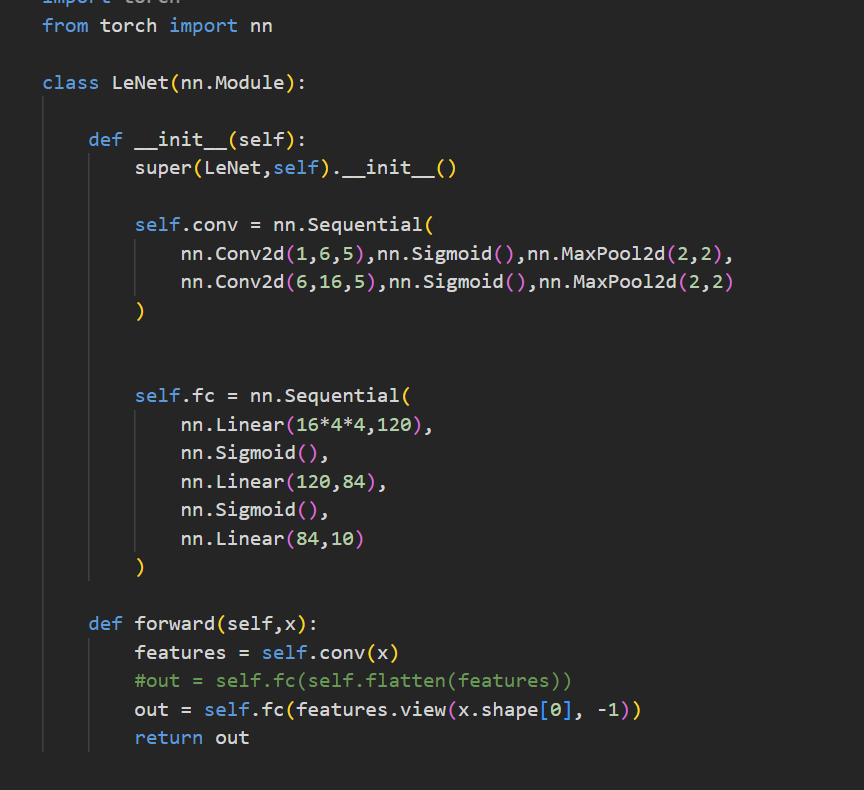 import torch
from torch import nn
class LeNet(nn.Module):
def __init__(self):
super(LeNet,self).__init__()
self.conv = nn.Sequential(
nn.Conv2d(1,6,5),nn.Sigmoid(),nn.MaxPool2d(2,2),
nn.Conv2d(6,16,5),nn.Sigmoid(),nn.MaxPool2d(2,2)
)
self.fc = nn.Sequential(
nn.Linear(16*4*4,120),
nn.Sigmoid(),
nn.Linear(120,84),
nn.Sigmoid(),
nn.Linear(84,10)
)
def forward(self,x):
features = self.conv(x)
#out = self.fc(self.flatten(features))
out = self.fc(features.view(x.shape[0], -1))
return out